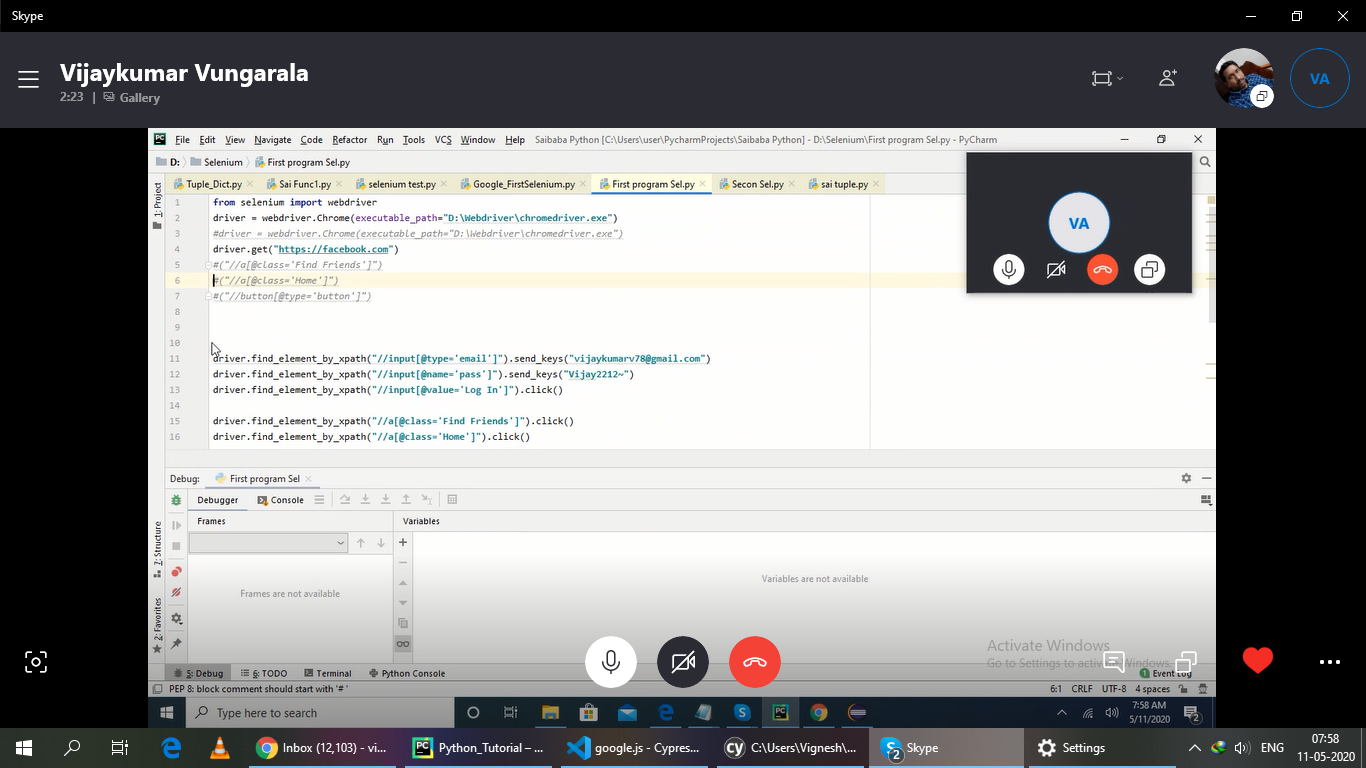 Skype
Vijaykumar Vungarala
2:23 | Gallery
VA
PC File Edit View Navigate Code Refactor Run Tools VCS Window Help Saibaba Python [C:\Users\user\PycharmProjects\Saibaba Python] - D:\Selenium\First program Sel.py - PyCharm
D: Selenium First program Sel.py
Tuple_Dict.py Sai Func1.py selenium test.py Google_FirstSelenium.py First program Sel.py Secon Sel.py sai tuple.py
1: Project
1 from selenium import webdriver
2 driver = webdriver.Chrome(executable_path="D:\Webdriver\chromedriver.exe")
3 #driver = webdriver.Chrome(executable_path="D:\Webdriver\chromedriver.exe")
4 driver.get("https://facebook.com")
5 #("//a[@class='Find Friends']")
6 #("//a[@class='Home']")
7 #("//button[@type='button']")
8
9
10
11 driver.find_element_by_xpath("//input[@type='email']").send_keys("vijaykumarv78@gmail.com")
12 driver.find_element_by_xpath("//input[@name='pass']").send_keys("Vijay2212~")
13 driver.find_element_by_xpath("//input[@value='Log In']").click()
14
15 driver.find_element_by_xpath("//a[@class='Find Friends']").click()
16 driver.find_element_by_xpath("//a[@class='Home']").click()
VA
Debug: First program Sel
Debugger Console
Frames Variables
Frames are not available
Variables are not available
7: Structure
2: Favorites
Activate Windows
Go to Settings to activate Windows.
5: Debug 6: TODO Terminal Python Console 1 Event Log
PEP 8: block comment should start with '# ' 6:1 CRLF UTF-8 4 spaces
Type here to search
7:58 AM
5/11/2020
2
Inbox (12,103) - vi... Python_Tutorial – ... google.js - Cypres... cy C:\Users\Vignesh\... 2 Skype Settings ENG
07:58
11-05-2020